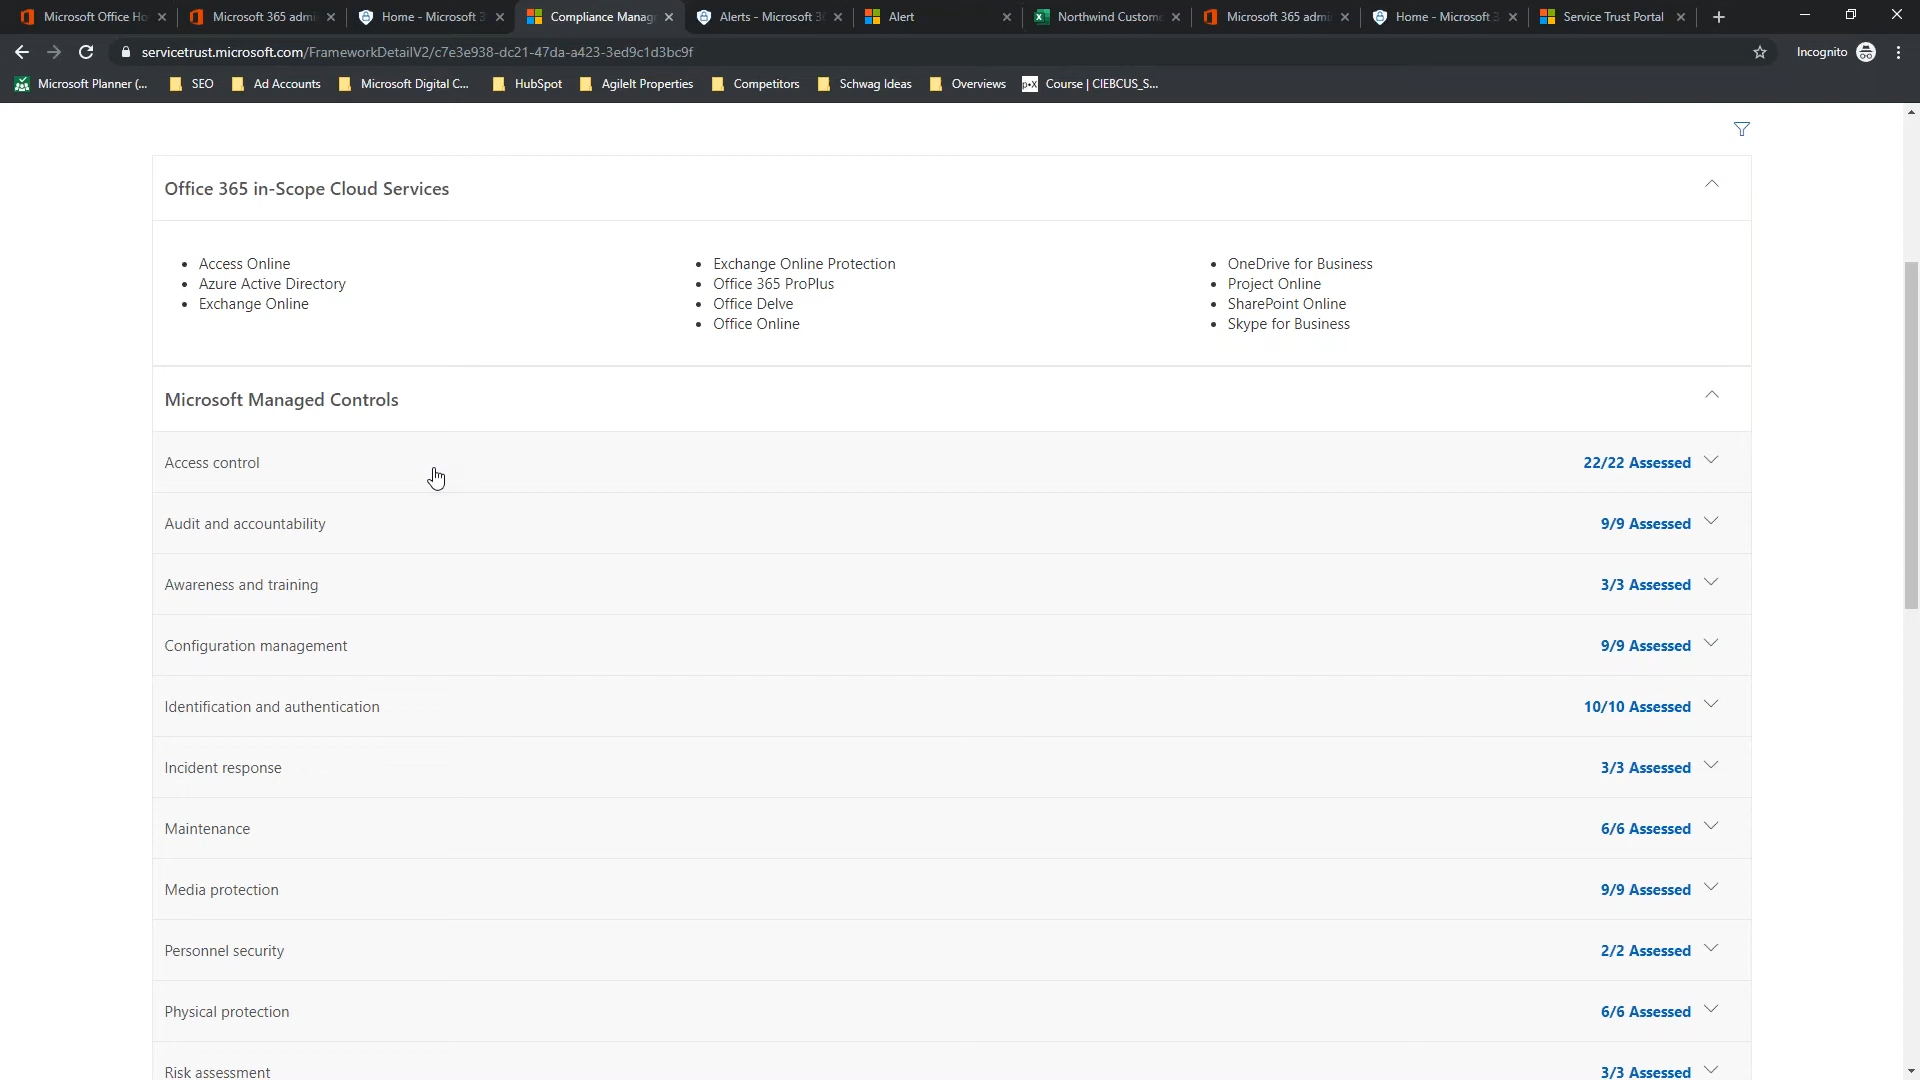 Microsoft Office Ho
Microsoft 365 admi
Home - Microsoft 3
Compliance Manag
Alerts - Microsoft 3
Alert
Northwind Custom
Microsoft 365 admi
Home - Microsoft 3
Service Trust Portal
servicetrust.microsoft.com/FrameworkDetailV2/c7e3e938-dc21-47da-a423-3ed9c1d3bc9f
Incognito
Microsoft Planner (...
SEO
Ad Accounts
Microsoft Digital C...
HubSpot
AgileIt Properties
Competitors
Schwag Ideas
Overviews
Course | CIEBCUS_S...
Office 365 in-Scope Cloud Services
• Access Online
• Azure Active Directory
• Exchange Online
• Exchange Online Protection
• Office 365 ProPlus
• Office Delve
• Office Online
• OneDrive for Business
• Project Online
• SharePoint Online
• Skype for Business
Microsoft Managed Controls
Access control 22/22 Assessed
Audit and accountability 9/9 Assessed
Awareness and training 3/3 Assessed
Configuration management 9/9 Assessed
Identification and authentication 10/10 Assessed
Incident response 3/3 Assessed
Maintenance 6/6 Assessed
Media protection 9/9 Assessed
Personnel security 2/2 Assessed
Physical protection 6/6 Assessed
Risk assessment 3/3 Assessed